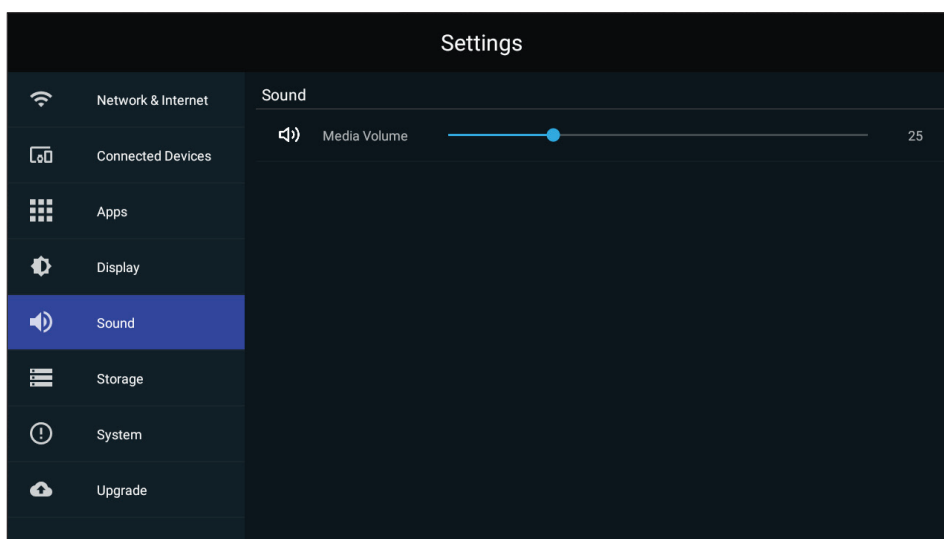 Settings
Network & Internet
Connected Devices
Apps
Display
Sound
Storage
System
Upgrade
Sound
Media Volume 25